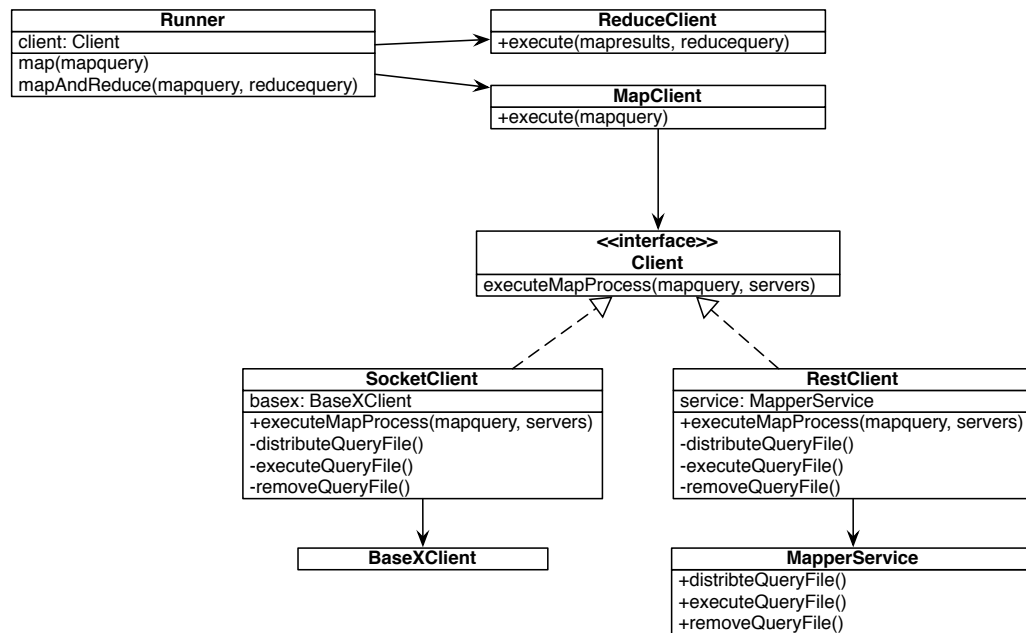 Runner
client: Client
map(mapquery)
mapAndReduce(mapquery, reducequery)
ReduceClient
+execute(mapresults, reducequery)
MapClient
+execute(mapquery)
<<interface>>
Client
executeMapProcess(mapquery, servers)
SocketClient
basex: BaseXClient
+executeMapProcess(mapquery, servers)
-distributeQueryFile()
-executeQueryFile()
-removeQueryFile()
RestClient
service: MapperService
+executeMapProcess(mapquery, servers)
-distributeQueryFile()
-executeQueryFile()
-removeQueryFile()
BaseXClient
MapperService
+distribteQueryFile()
+executeQueryFile()
+removeQueryFile()